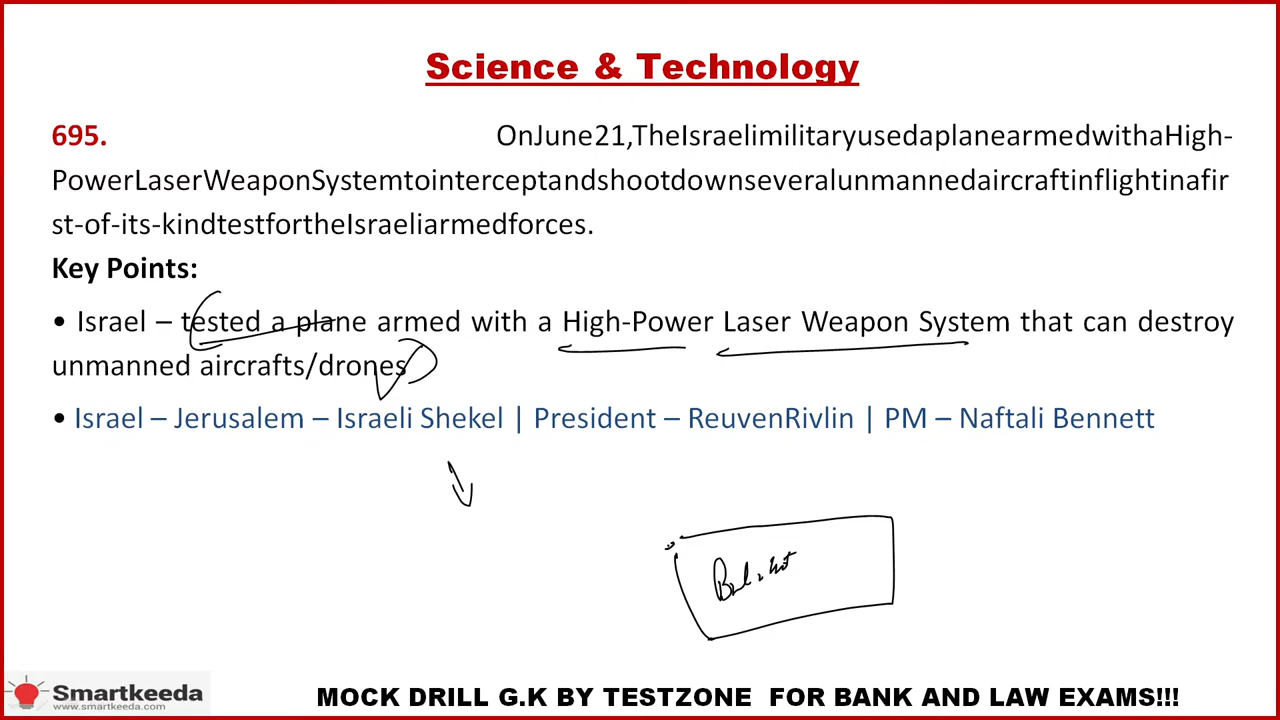 Science & Technology
695. OnJune21,TheIsraelimilitaryusedaplanearmedwithaHigh-
PowerLaserWeaponSystemtointerceptandshootdownseveralunmannedaircraftinflightinafir
st-of-its-kindtestfortheIsraeliarmedforces.
Key Points:
• Israel – tested a plane armed with a High-Power Laser Weapon System that can destroy
unmanned aircrafts/drones
• Israel – Jerusalem – Israeli Shekel | President – ReuvenRivlin | PM – Naftali Bennett
Smartkeeda
www.smartkeeda.com
MOCK DRILL G.K BY TESTZONE FOR BANK AND LAW EXAMS!!!